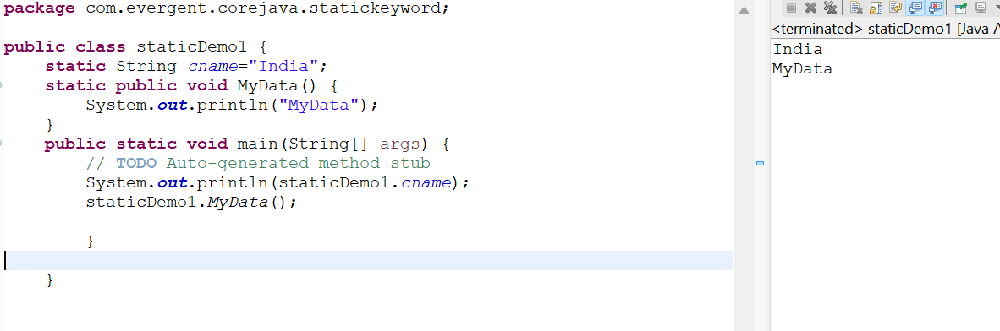 package com.evergent.corejava.statickeyword;
public class staticDemo1 {
static String cname="India";
static public void MyData() {
System.out.println("MyData");
}
public static void main(String[] args) {
// TODO Auto-generated method stub
System.out.println(staticDemo1.cname);
staticDemo1.MyData();
}
}
<terminated> staticDemo1 [Java A
India
MyData